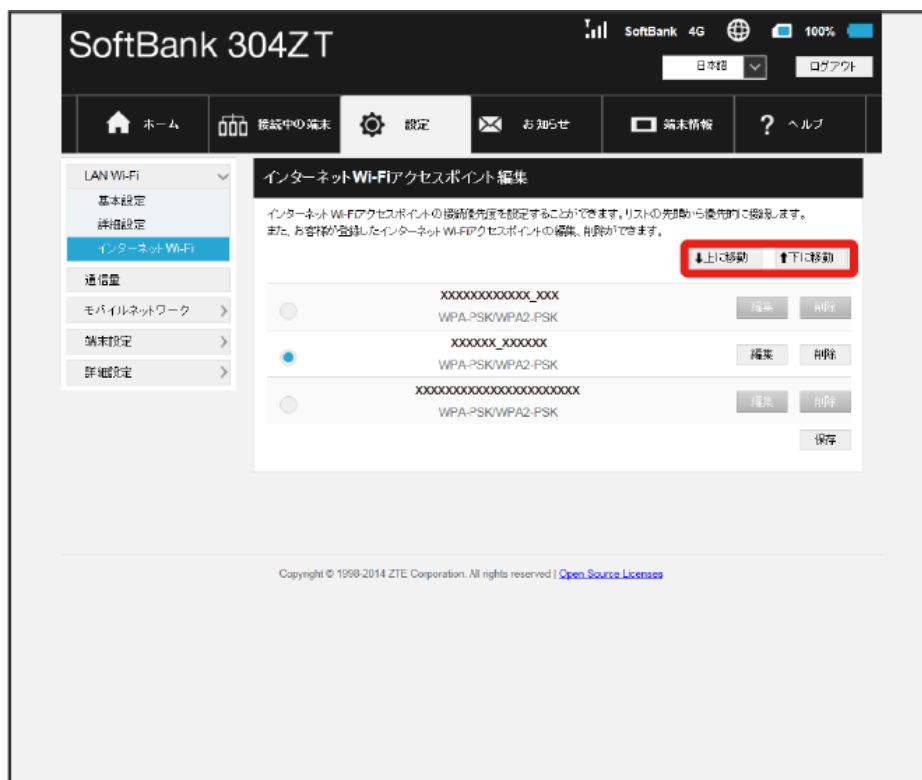 SoftBank 304ZT
SoftBank 4G 100%
日本語 ログアウト
ホーム 接続中の端末 設定 お知らせ 端末情報 ? ヘルプ
LAN Wi-Fi
基本設定
詳細設定
インターネット Wi-Fi
通信量
モバイルネットワーク
端末設定
詳細設定
インターネットWi-Fiアクセスポイント編集
インターネット Wi-Fiアクセスポイントの接続優先度を設定することができます。リストの先頭から優先的に接続します。
また、お客様が登録したインターネット Wi-Fiアクセスポイントの編集、削除ができます。
⬇上に移動 ⬆下に移動
XXXXXXXXXXXX_XXX
WPA-PSK/WPA2-PSK
編集 削除
XXXXXX_XXXXXX
WPA-PSK/WPA2-PSK
編集 削除
XXXXXXXXXXXXXXXXXXXXXXX
WPA-PSK/WPA2-PSK
編集 削除
保存
Copyright © 1998-2014 ZTE Corporation. All rights reserved | Open Source Licenses